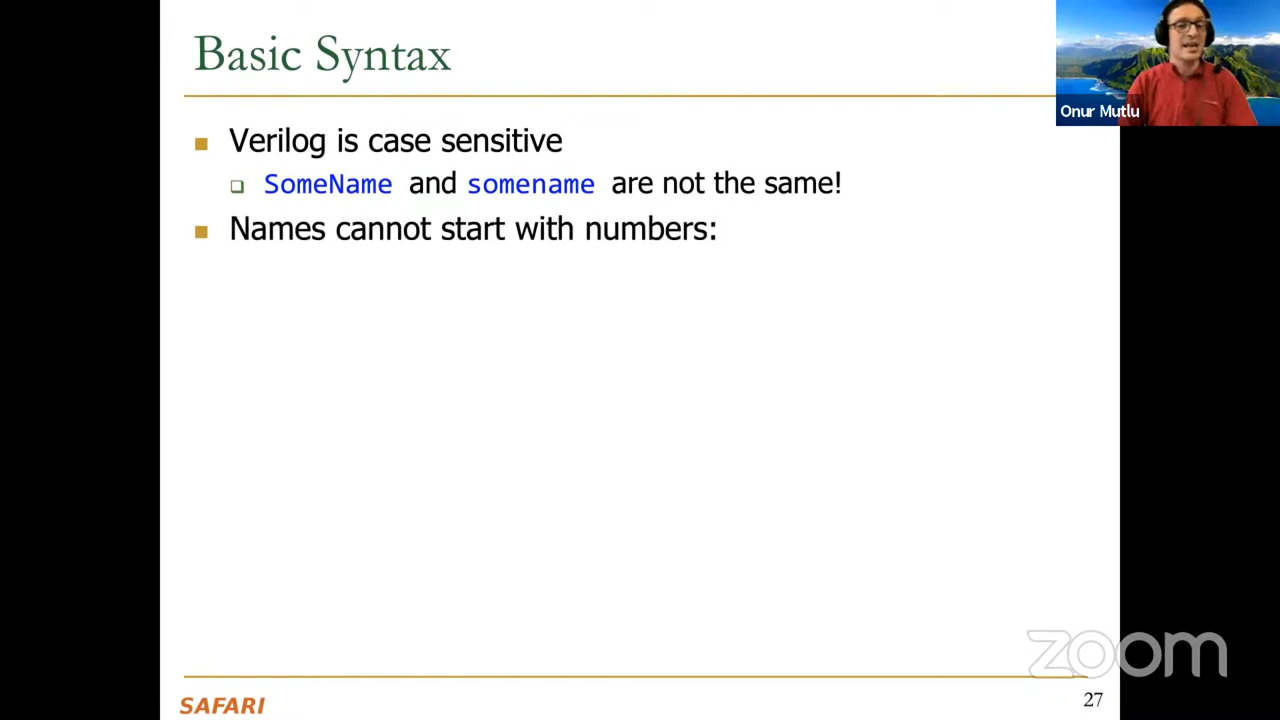 Basic Syntax
Onur Mutlu
Verilog is case sensitive
SomeName and somename are not the same!
Names cannot start with numbers:
zoom
SAFARI
27